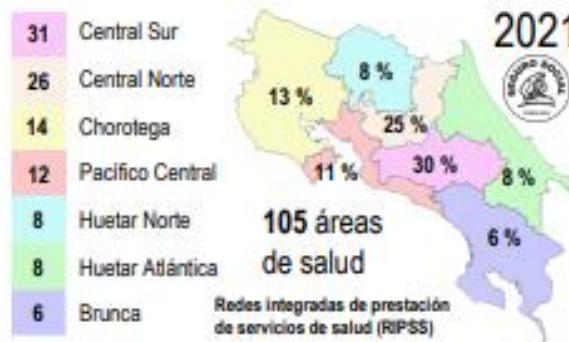 31 Central Sur
26 Central Norte
14 Chorotega
12 Pacífico Central
8 Huetar Norte
8 Huetar Atlántica
6 Brunca
2021
SEGURO SOCIAL
8 %
13 %
25 %
11 %
30 %
8 %
6 %
105 áreas
de salud
Redes integradas de prestación
de servicios de salud (RIPSS)